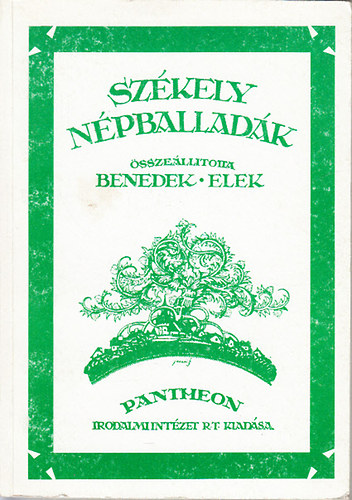 SZÉKELY
NÉPBALLADÁK
ÖSSZEÁLLITOTTA
BENEDEK • ELEK
PANTHEON
IRODALMI INTÉZET R•T• KIADÁSA